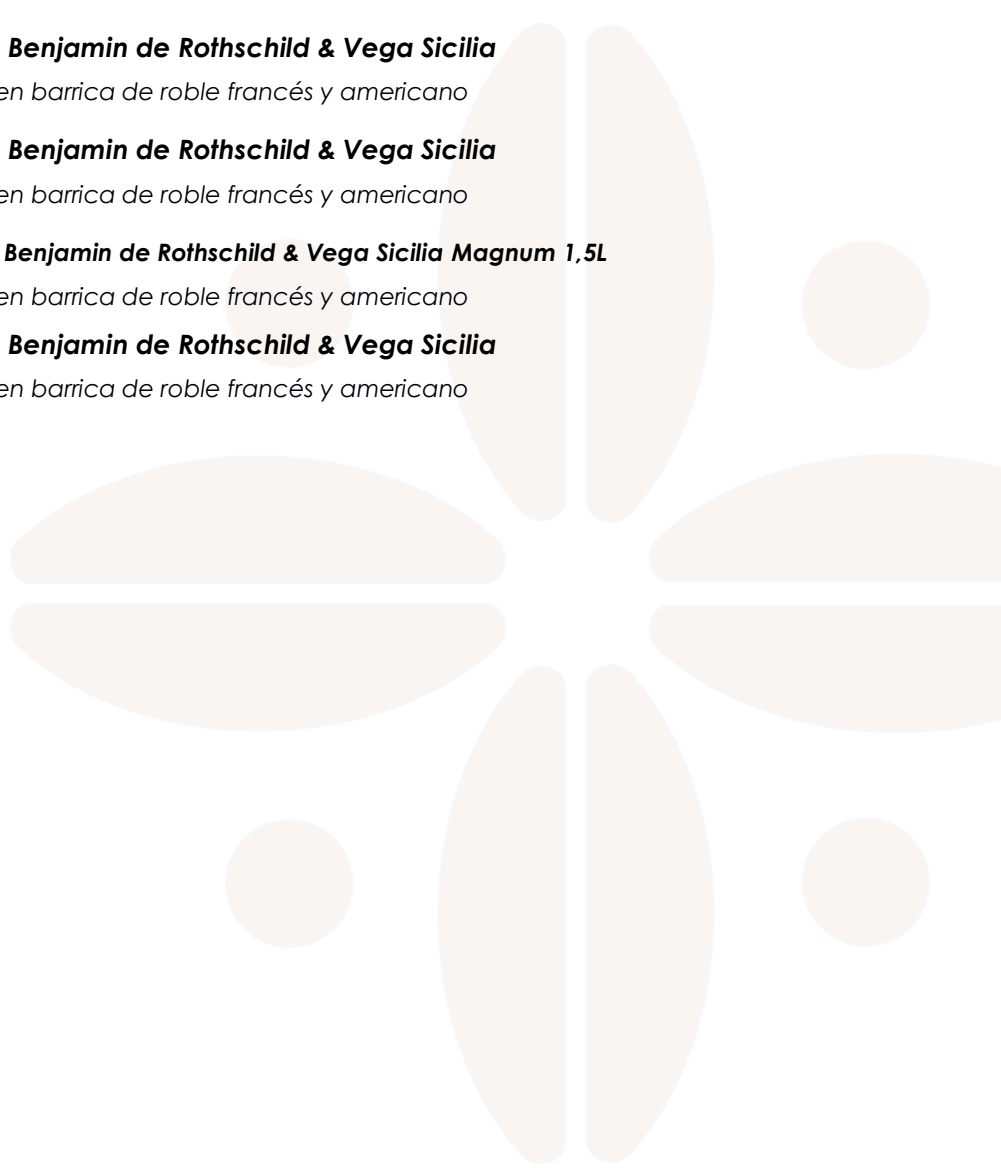 Benjamin de Rothschild & Vega Sicilia
en barrica de roble francés y americano
Benjamin de Rothschild & Vega Sicilia
en barrica de roble francés y americano
Benjamin de Rothschild & Vega Sicilia Magnum 1,5L
en barrica de roble francés y americano
Benjamin de Rothschild & Vega Sicilia
en barrica de roble francés y americano